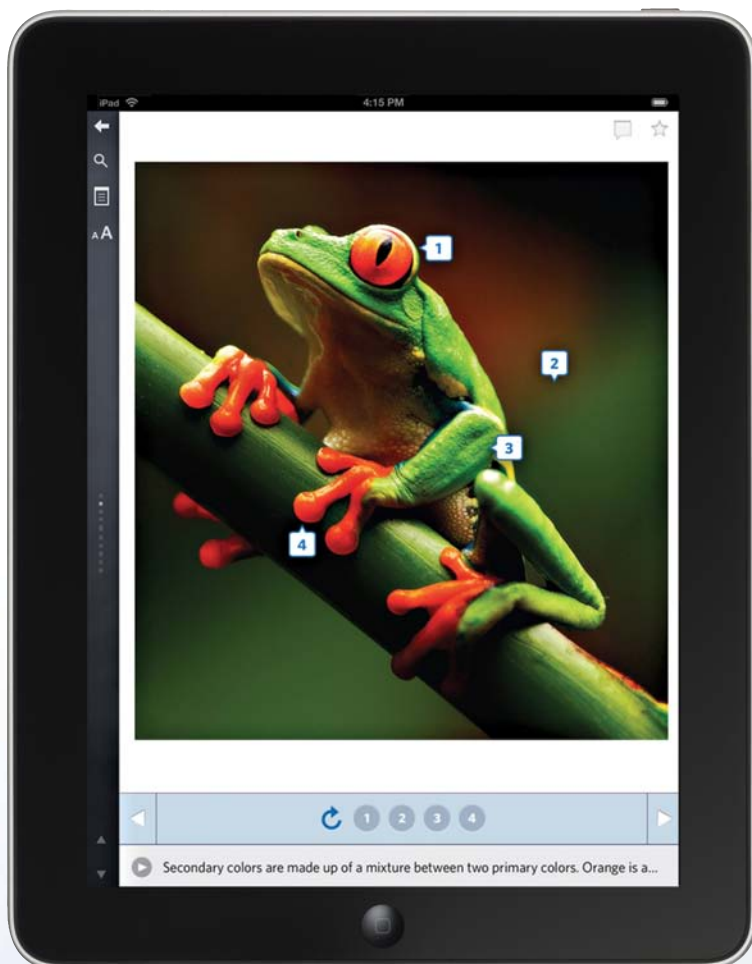 iPad 4:15 PM
AA
1
2
3
4
1 2 3 4
Secondary colors are made up of a mixture between two primary colors. Orange is a...